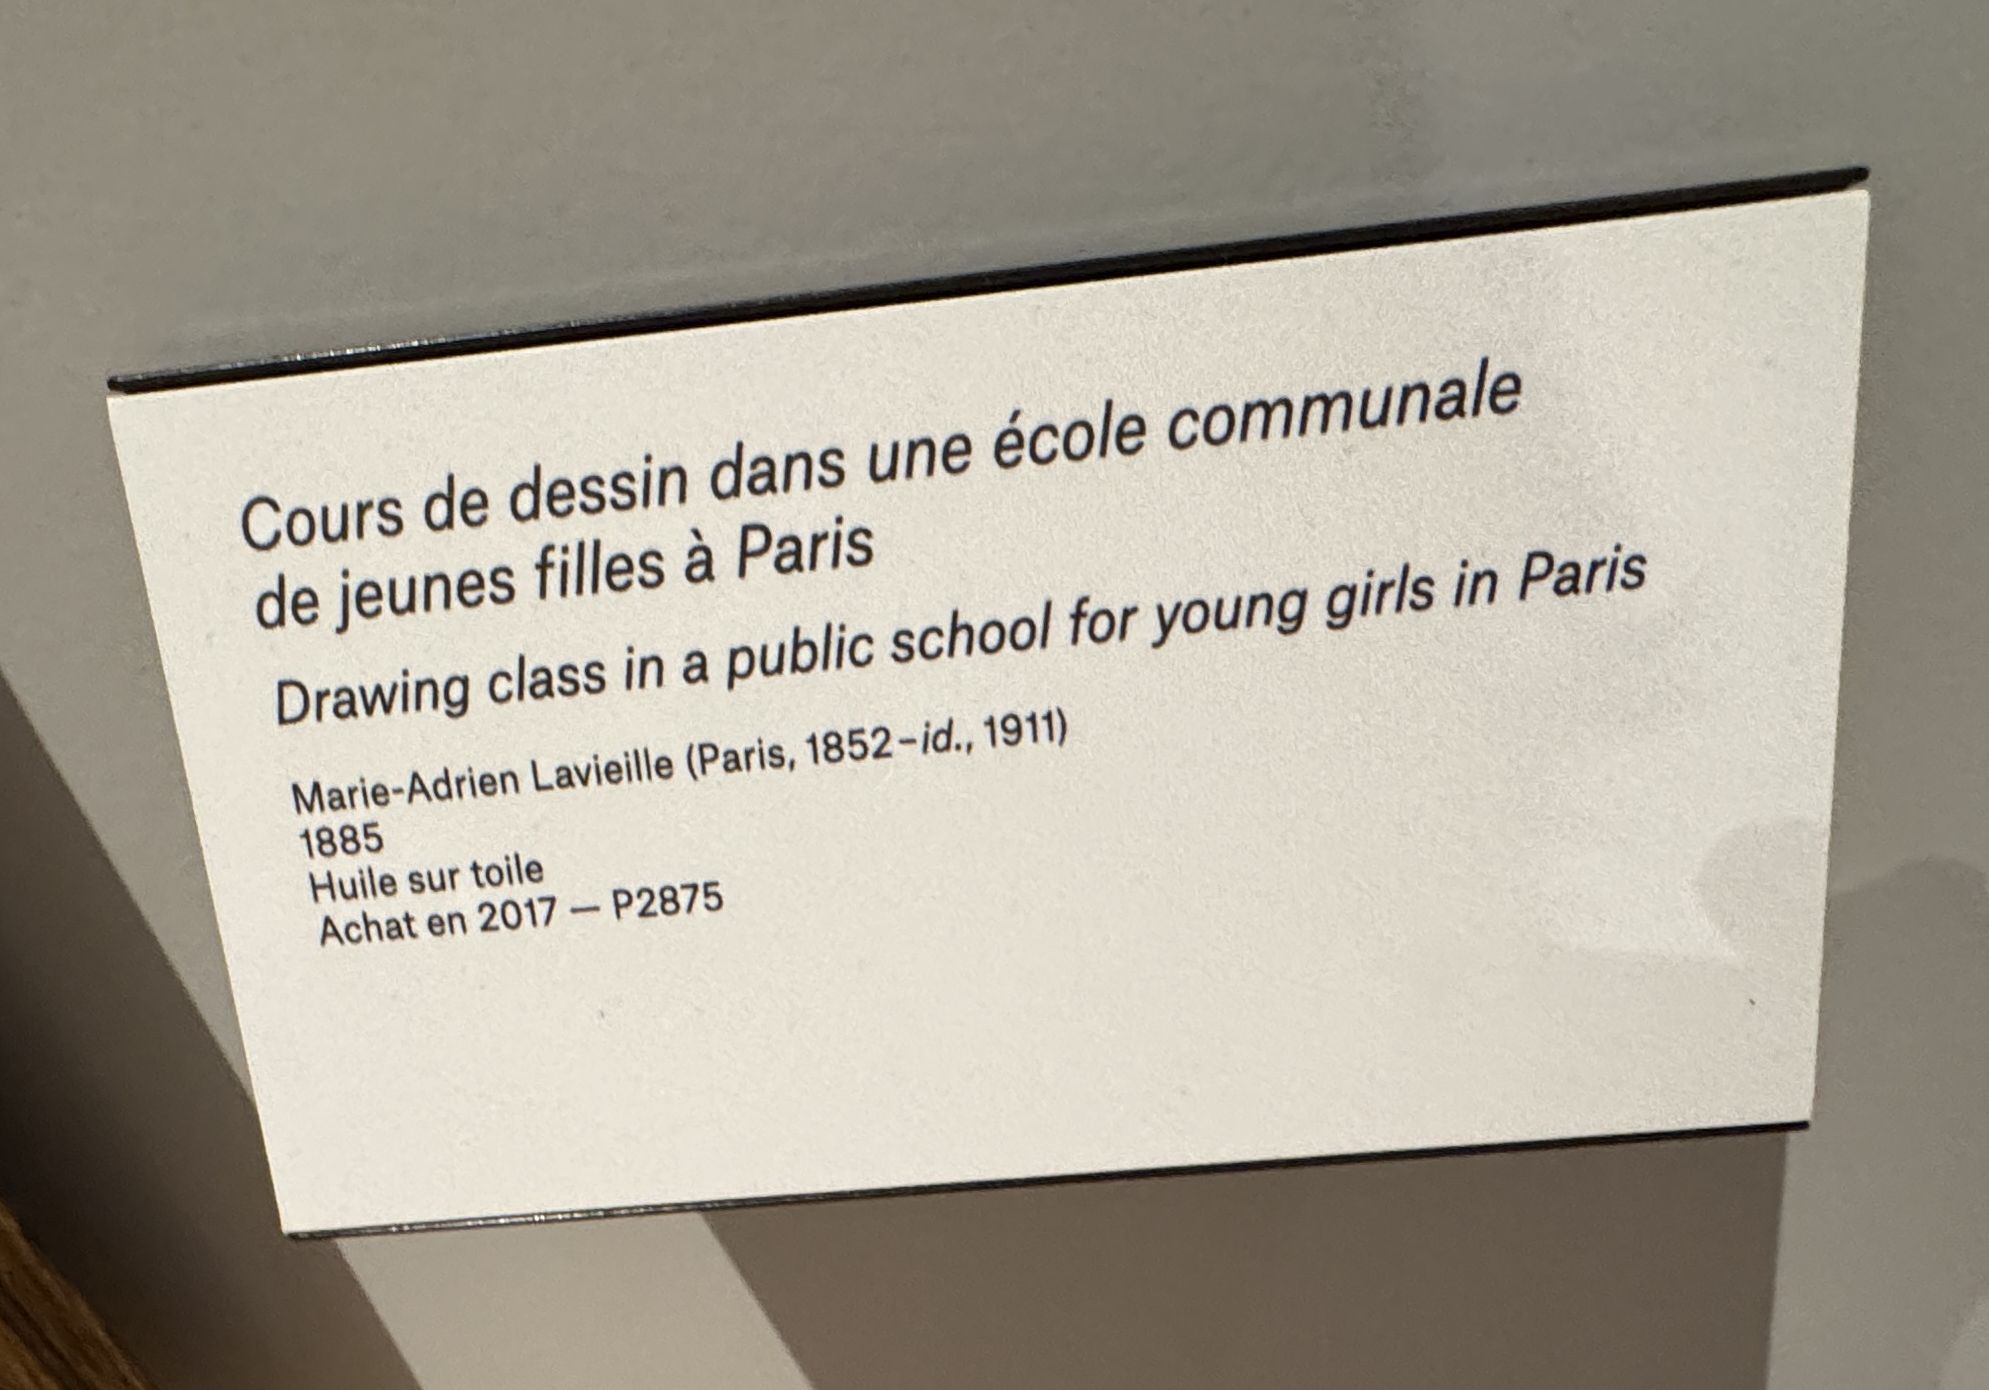 Cours de dessin dans une école communale
de jeunes filles à Paris
Drawing class in a public school for young girls in Paris
Marie-Adrien Lavieille (Paris, 1852–id., 1911)
1885
Huile sur toile
Achat en 2017 — P2875